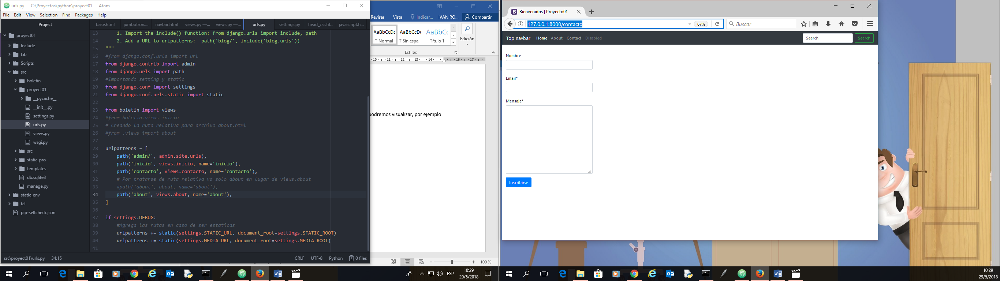 urls.py — C:\Proyectos\python\proyect01 — Atom
File Edit View Selection Find Packages Help
Project
proyect01
Include
Lib
Scripts
src
boletin
proyect01
__pycache__
__init__.py
settings.py
urls.py
views.py
wsgi.py
src
static_pro
templates
db.sqlite3
manage.py
static_env
tcl
pip-selfcheck.json
base.html jumbotron.... navbar.html views.py —... views.py —... urls.py settings.py head_css.ht.. javascript.h...
13 1. Import the include() function: from django.urls import include, path
14 2. Add a URL to urlpatterns: path('blog/', include('blog.urls'))
15 """
16 #from django.conf.urls import url
17 from django.contrib import admin
18 from django.urls import path
19 #Importando setting y static
20 from django.conf import settings
21 from django.conf.urls.static import static
22
23 from boletin import views
24 #from boletin.views inicio
25 # Creando la ruta relativa para archivo about.html
26 #from .views import about
27
28 urlpatterns = [
29 path('admin/', admin.site.urls),
30 path('inicio', views.inicio, name='inicio'),
31 path('contacto', views.contacto, name='contacto'),
32 # Por tratarse de ruta relativa va solo about en lugar de views.about
33 #path('about', about, name='about'),
34 path('about', views.about, name='about'),
35 ]
36
37 if settings.DEBUG:
38 #Agrega las rutas en caso de ser estaticas
39 urlpatterns += static(settings.STATIC_URL, document_root=settings.STATIC_ROOT)
40 urlpatterns += static(settings.MEDIA_URL, document_root=settings.MEDIA_ROOT)
41
src\proyect01\urls.py 34:15 CRLF UTF-8 Python 0 files
Revisar Vista Indicar... IVAN RO... Compartir
AaBbCcDc AaBbCcDc AaBbCc
¶ Normal ¶ Sin espa... Título 1
Edición
Estilos
10 11 12 13 14 16 17
podremos visualizar, por ejemplo
100 %
ESP
10:29
29/5/2018
Bienvenidos | Proyecto01
127.0.0.1:8000/contacto 67% Buscar
Top navbar Home About Contact Disabled Search Search
Nombre
Email*
Mensaje*
Inscribirse
10:29
29/5/2018